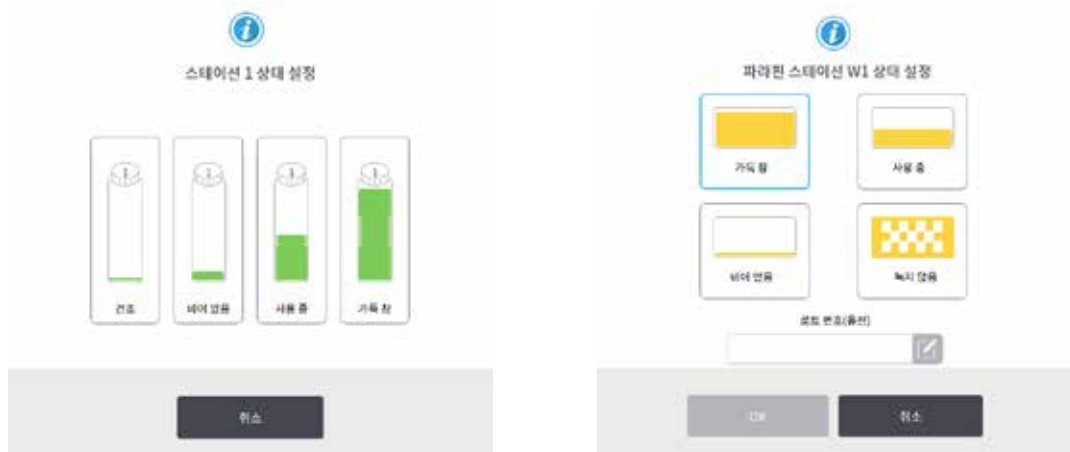 스테이션 1 상태 설정
건조
비어 있음
사용 중
가득 참
취소
파라핀 스테이션 W1 상태 설정
가득 참
사용 중
비어 있음
녹지 않음
로트 번호(옵션)
OK
취소